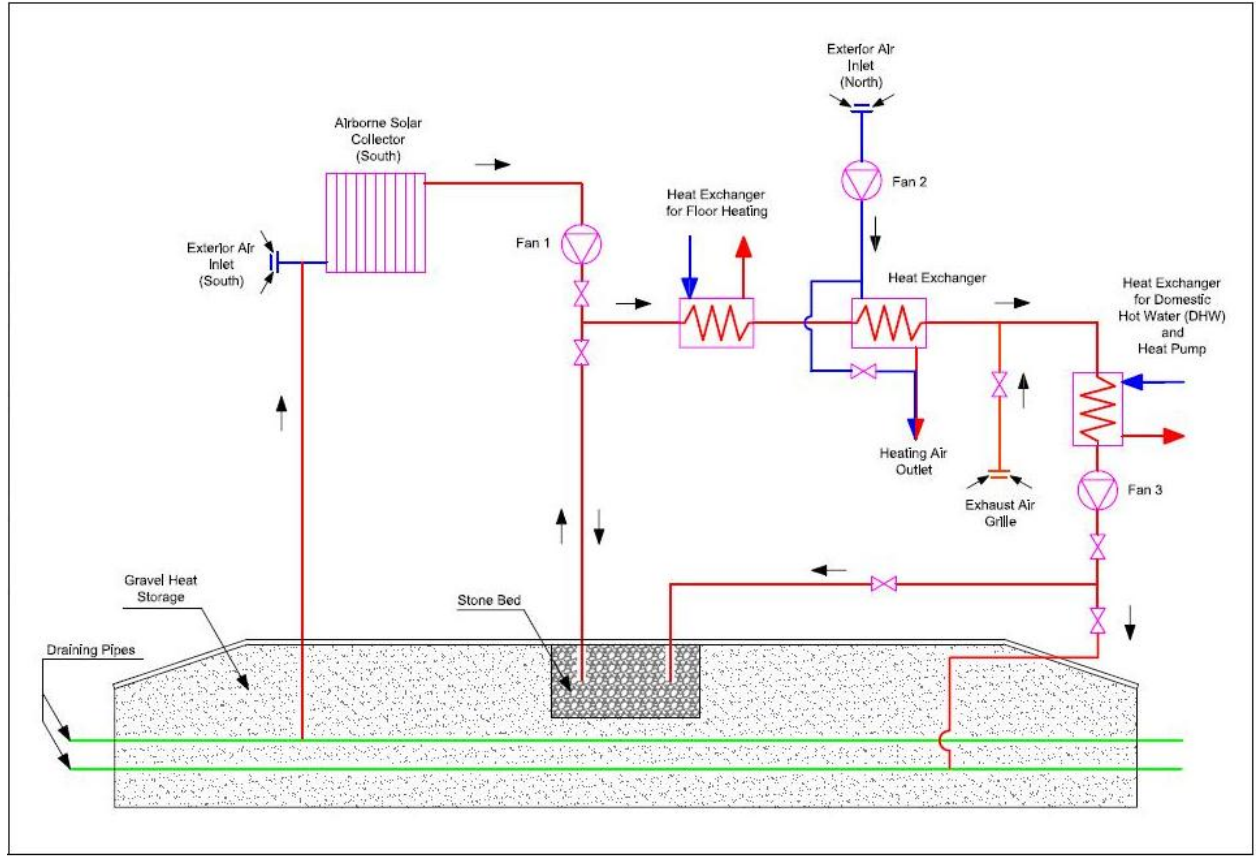 Exterior Air
Inlet
(North)
Airborne Solar
Collector
(South)
Fan 2
Heat Exchanger
for Floor Heating
Fan 1
Exterior Air
Inlet
(South)
Heat Exchanger
Heat Exchanger
for Domestic
Hot Water (DHW)
and
Heat Pump
Heating Air
Outlet
Exhaust Air
Grille
Fan 3
Gravel Heat
Storage
Stone Bed
Draining Pipes